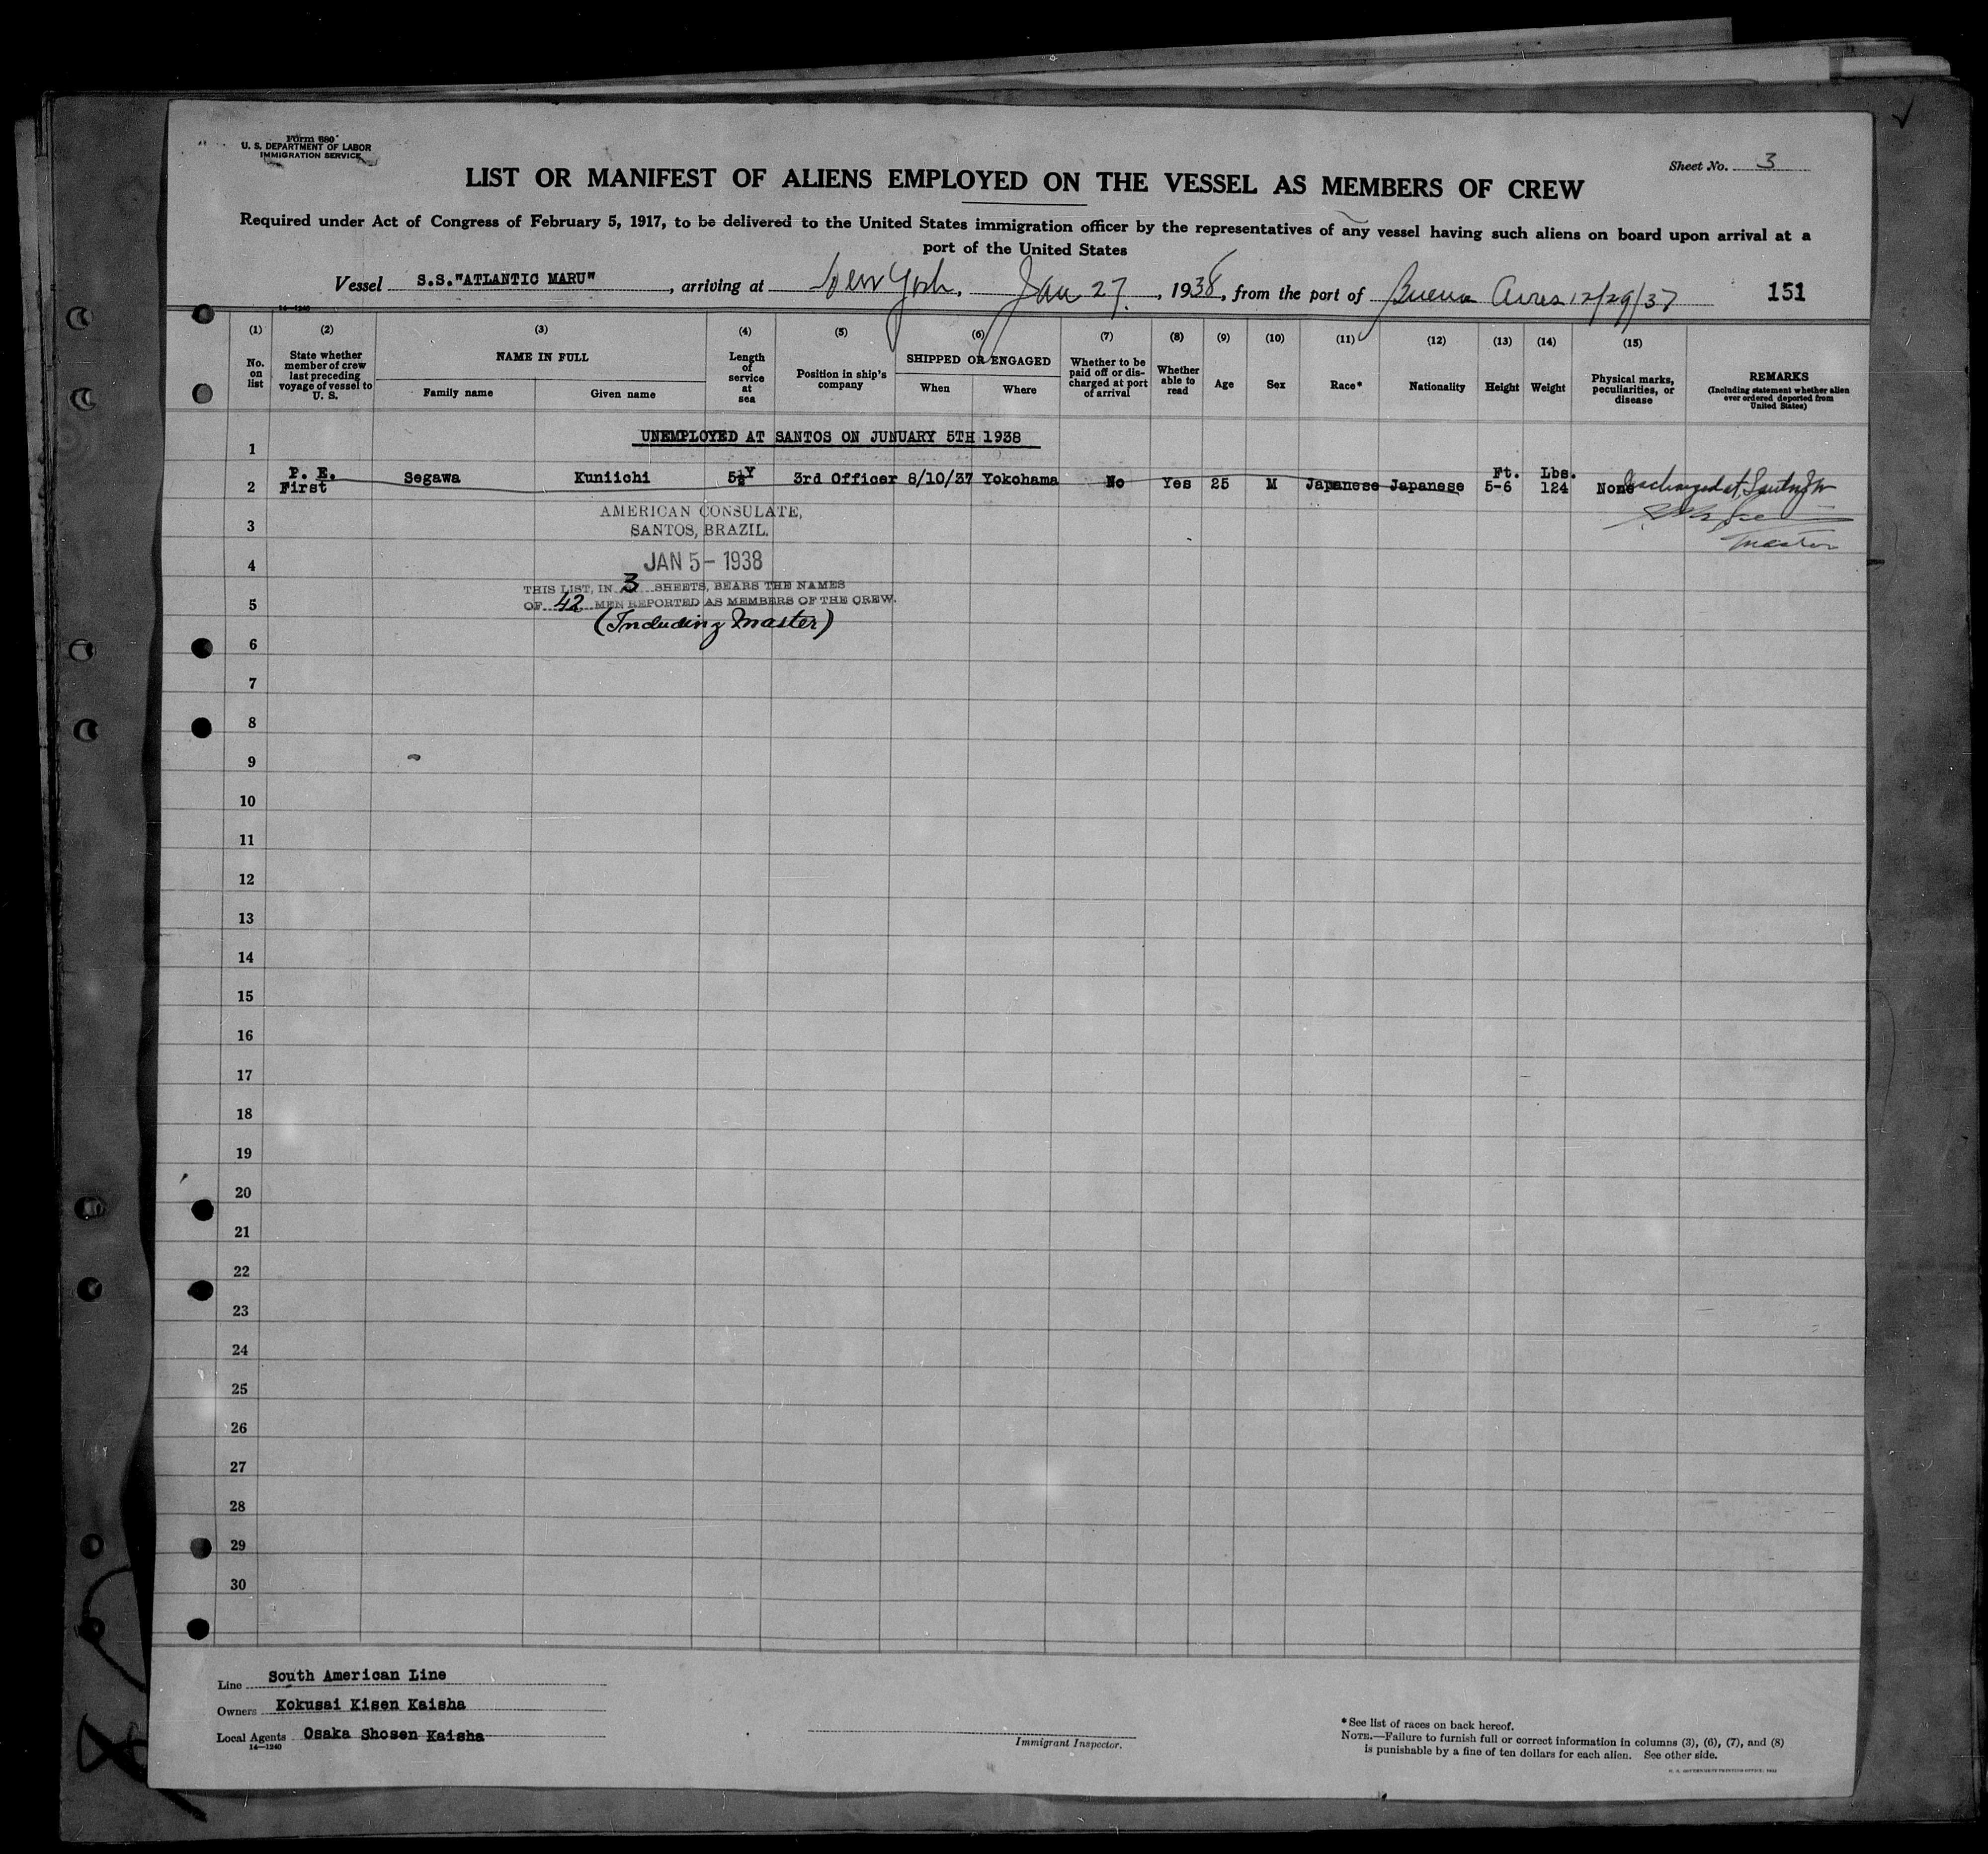 Form 680
U. S. DEPARTMENT OF LABOR
IMMIGRATION SERVICE
Sheet No. 3
LIST OR MANIFEST OF ALIENS EMPLOYED ON THE VESSEL AS MEMBERS OF CREW
Required under Act of Congress of February 5, 1917, to be delivered to the United States immigration officer by the representatives of any vessel having such aliens on board upon arrival at a
port of the United States
Vessel S.S."ATLANTIC MARU", arriving at New York, Jan 27, 1938, from the port of Buenos Aires 12/29/37 151
14-1240
(1) (2) (3) (4) (5) (6) (7) (8) (9) (10) (11) (12) (13) (14) (15)
No. on list State whether member of crew last preceding voyage of vessel to U. S. NAME IN FULL Family name Given name Length of service at sea Position in ship's company SHIPPED OR ENGAGED When Where Whether to be paid off or discharged at port of arrival Whether able to read Age Sex Race* Nationality Height Weight Physical marks, peculiarities, or disease REMARKS (Including statement whether alien ever ordered deported from United States)
UNEMPLOYED AT SANTOS ON JUNUARY 5TH 1938
1
P. E. Ft. Lbs.
2 First Segawa Kuniichi 5½Y 3rd Officer 8/10/37 Yokohama No Yes 25 M Japanese Japanese 5-6 124 None
Master
AMERICAN CONSULATE,
3
SANTOS, BRAZIL.
JAN 5 - 1938
4
THIS LIST, IN 3 SHEETS, BEARS THE NAMES
5
OF 42 MEN REPORTED AS MEMBERS OF THE CREW.
(Including Master)
6
7
8
9
10
11
12
13
14
15
16
17
18
19
20
21
22
23
24
25
26
27
28
29
30
Line South American Line
Owners Kokusai Kisen Kaisha
Local Agents Osaka Shosen Kaisha
14-1240
Immigrant Inspector.
*See list of races on back hereof.
NOTE.—Failure to furnish full or correct information in columns (3), (6), (7), and (8)
is punishable by a fine of ten dollars for each alien. See other side.